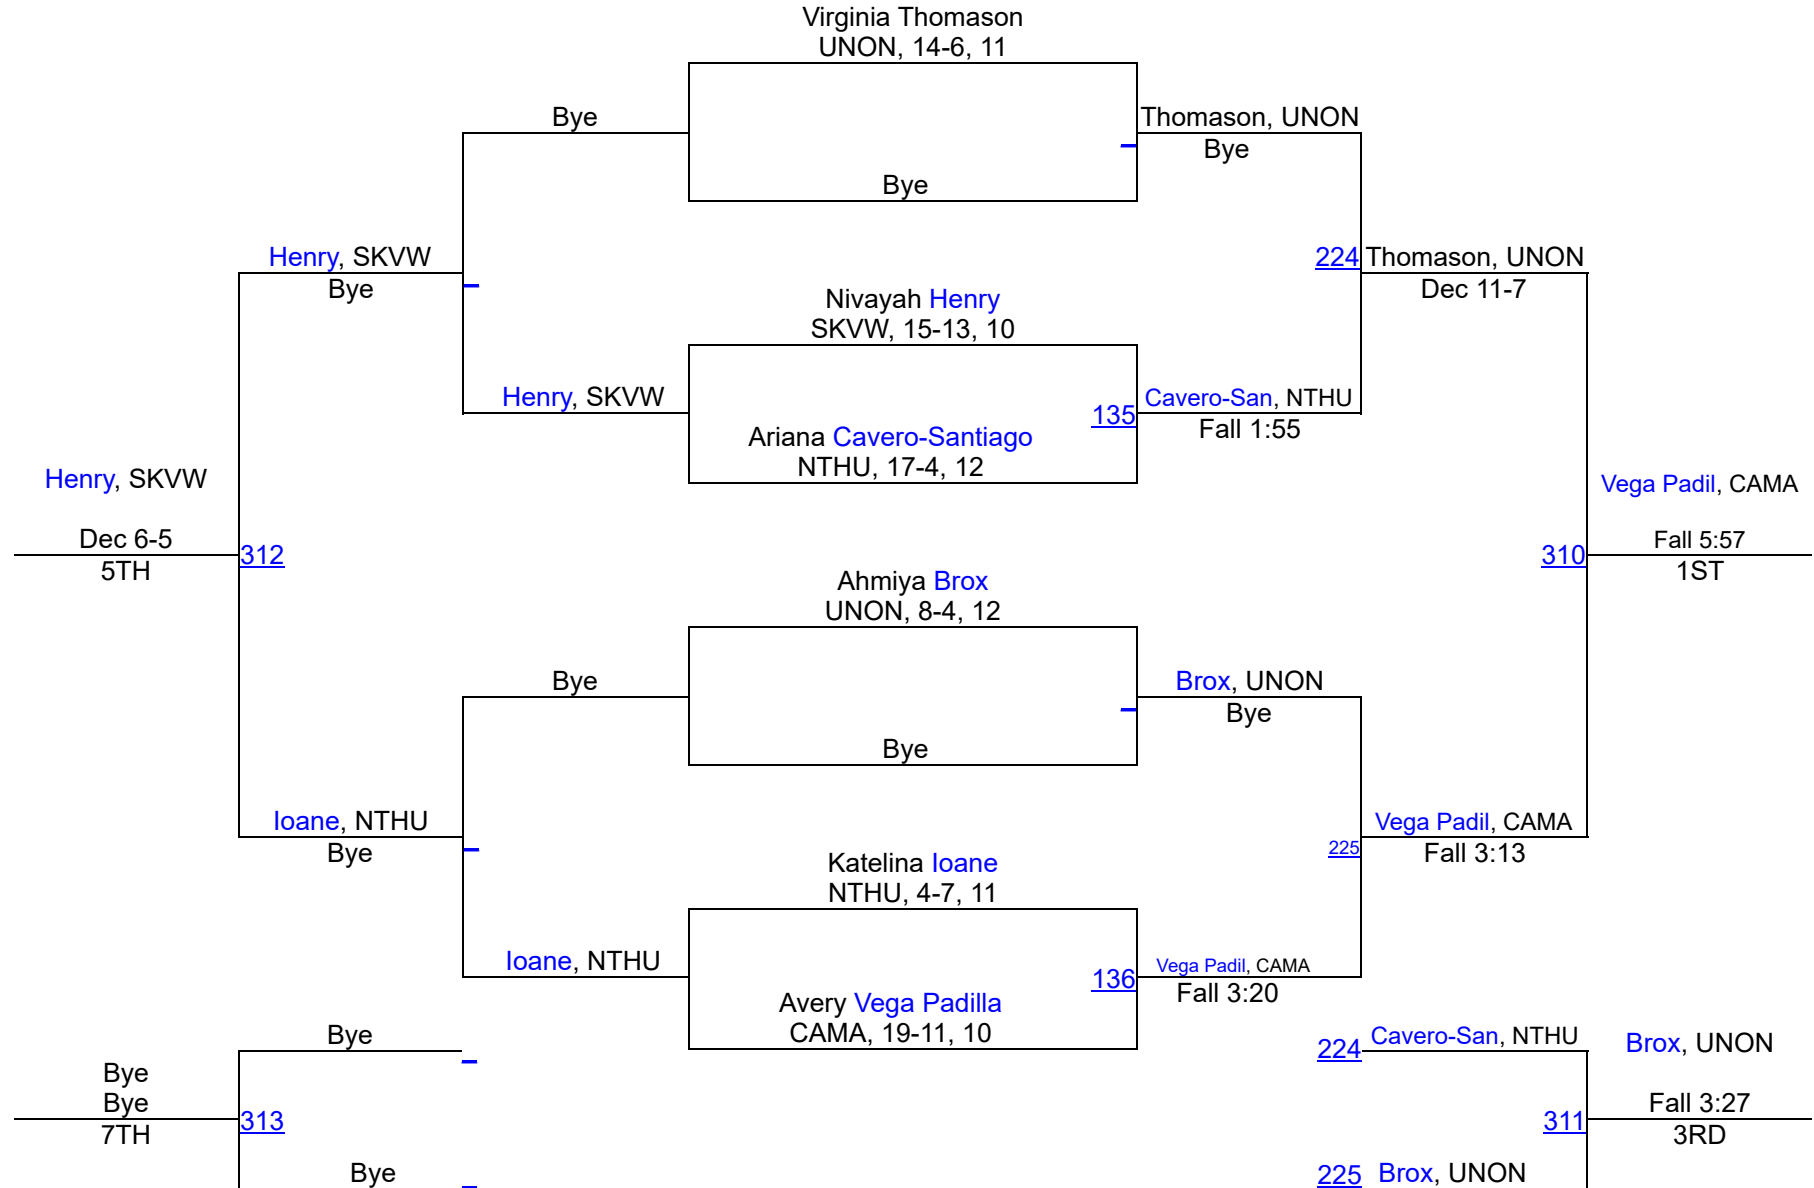 Virginia Thomason
UNON, 14-6, 11
Bye
Thomason, UNON
Bye
Bye
Henry, SKVW
Bye
224
Thomason, UNON
Dec 11-7
Nivayah Henry
SKVW, 15-13, 10
Henry, SKVW
135
Cavero-San, NTHU
Fall 1:55
Ariana Cavero-Santiago
NTHU, 17-4, 12
Henry, SKVW
Dec 6-5
5TH
312
Vega Padil, CAMA
Fall 5:57
1ST
310
Ahmiya Brox
UNON, 8-4, 12
Bye
Brox, UNON
Bye
Bye
Ioane, NTHU
Bye
225
Vega Padil, CAMA
Fall 3:13
Katelina Ioane
NTHU, 4-7, 11
Ioane, NTHU
136
Vega Padil, CAMA
Fall 3:20
Avery Vega Padilla
CAMA, 19-11, 10
Bye
Bye
Bye
7TH
313
Bye
224
Cavero-San, NTHU
Brox, UNON
Fall 3:27
3RD
311
225
Brox, UNON